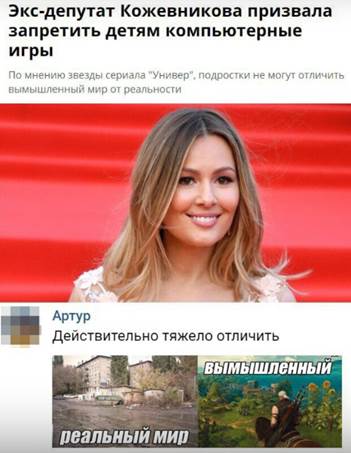 Экс-депутат Кожевникова призвала
запретить детям компьютерные
игры
По мнению звезды сериала "Универ", подростки не могут отличить
вымышленный мир от реальности
Артур
Действительно тяжело отличить
реальный мир
вымышленный